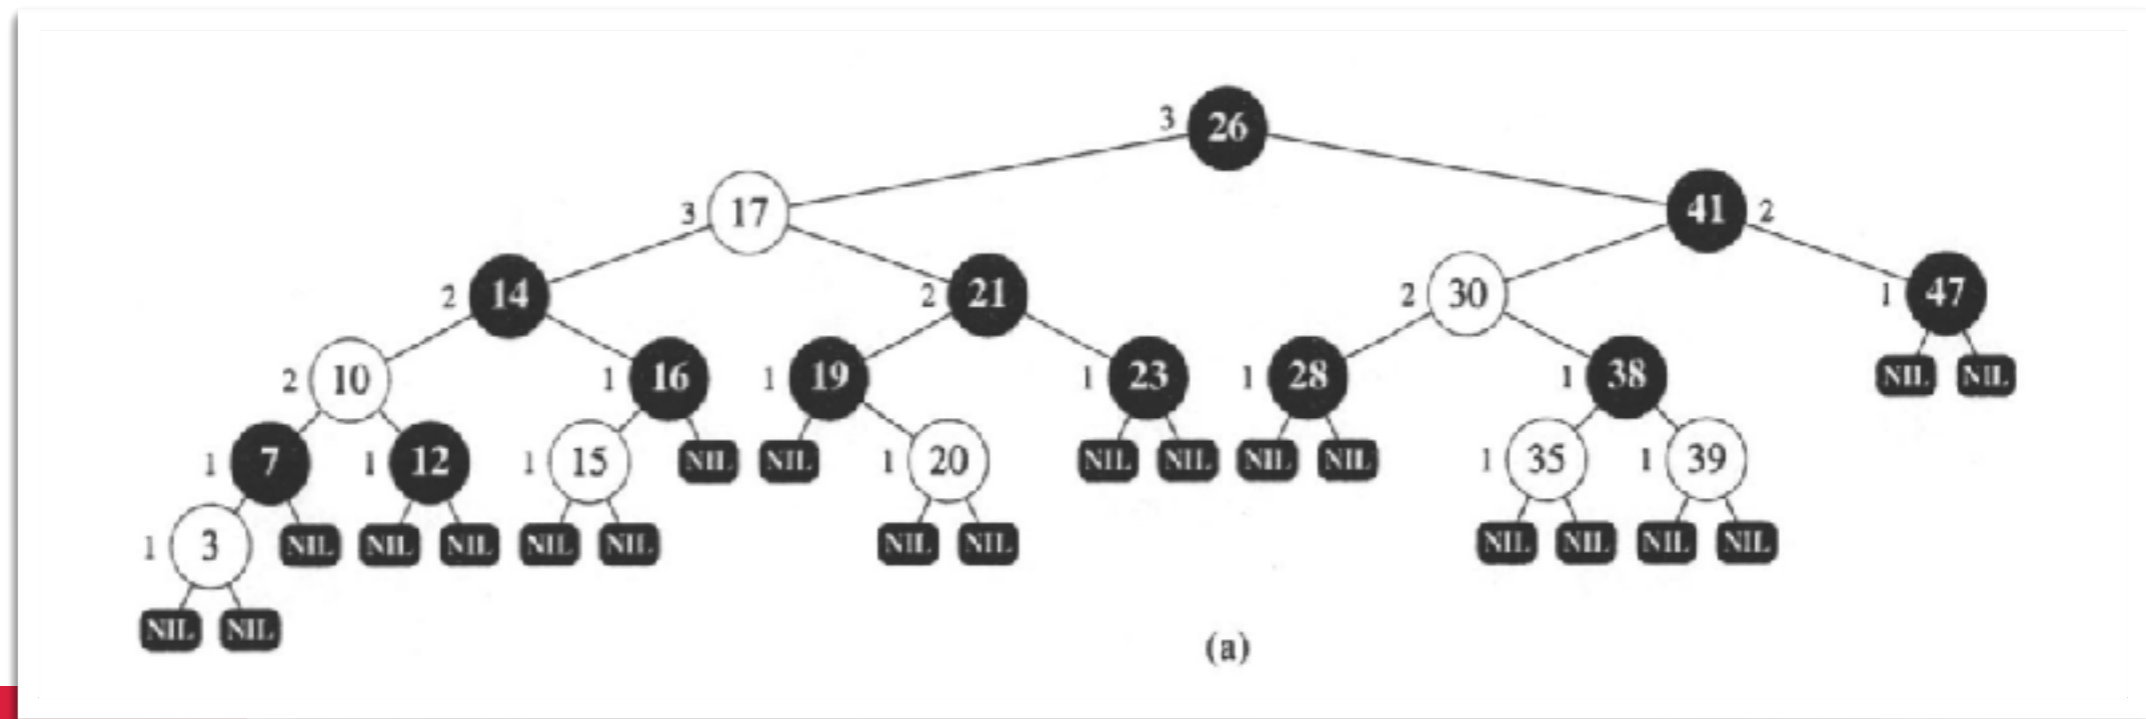 3 26
3 17 41 2
2 14 2 21 2 30 1 47
2 10 1 16 1 19 1 23 1 28 1 38 NIL NIL
1 7 1 12 1 15 NIL NIL 1 20 NIL NIL NIL NIL 1 35 1 39
1 3 NIL NIL NIL NIL NIL NIL NIL NIL NIL NIL NIL
NIL NIL
(a)